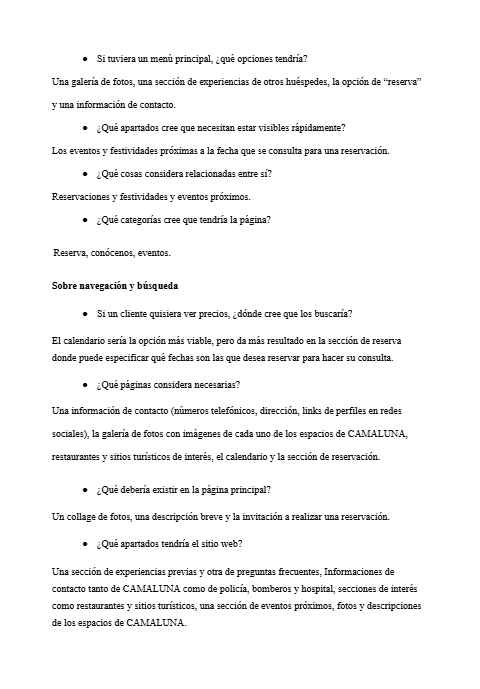 ● Si tuviera un menú principal, ¿qué opciones tendría?
Una galería de fotos, una sección de experiencias de otros huéspedes, la opción de “reserva”
y una información de contacto.
● ¿Qué apartados cree que necesitan estar visibles rápidamente?
Los eventos y festividades próximas a la fecha que se consulta para una reservación.
● ¿Qué cosas considera relacionadas entre sí?
Reservaciones y festividades y eventos próximos.
● ¿Qué categorías cree que tendría la página?
Reserva, conócenos, eventos.
Sobre navegación y búsqueda
● Si un cliente quisiera ver precios, ¿dónde cree que los buscaría?
El calendario sería la opción más viable, pero da más resultado en la sección de reserva
donde puede especificar qué fechas son las que desea reservar para hacer su consulta.
● ¿Qué páginas considera necesarias?
Una información de contacto (números telefónicos, dirección, links de perfiles en redes
sociales), la galería de fotos con imágenes de cada uno de los espacios de CAMALUNA,
restaurantes y sitios turísticos de interés, el calendario y la sección de reservación.
● ¿Qué debería existir en la página principal?
Un collage de fotos, una descripción breve y la invitación a realizar una reservación.
● ¿Qué apartados tendría el sitio web?
Una sección de experiencias previas y otra de preguntas frecuentes, Informaciones de
contacto tanto de CAMALUNA como de policía, bomberos y hospital, secciones de interés
como restaurantes y sitios turísticos, una sección de eventos próximos, fotos y descripciones
de los espacios de CAMALUNA.